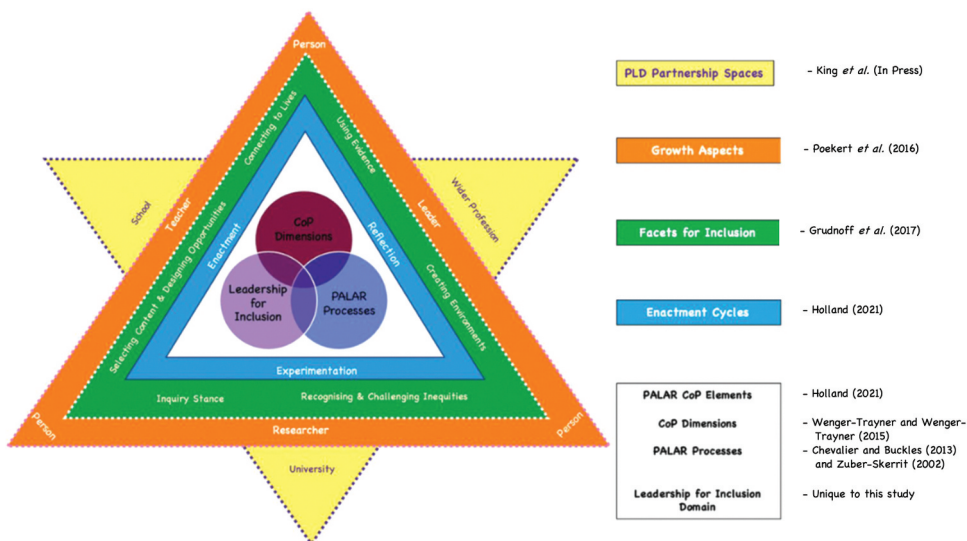 Person
Connecting to Lives
Using Evidence
School
Teacher
Leader
Wider Profession
Enactment
Reflection
CoP
Dimensions
Leadership
for
Inclusion
PALAR
Processes
Selecting Content & Designing Opportunities
Creating Environments
Experimentation
Inquiry Stance
Recognising & Challenging Inequities
Person
Researcher
Person
University
PLD Partnership Spaces
- King et al. (In Press)
Growth Aspects
- Poekert et al. (2016)
Facets for Inclusion
- Grudnoff et al. (2017)
Enactment Cycles
- Holland (2021)
PALAR CoP Elements
- Holland (2021)
CoP Dimensions
- Wenger-Trayner and Wenger-
Trayner (2015)
PALAR Processes
- Chevalier and Buckles (2013)
and Zuber-Skerrit (2002)
Leadership for Inclusion
Domain
- Unique to this study